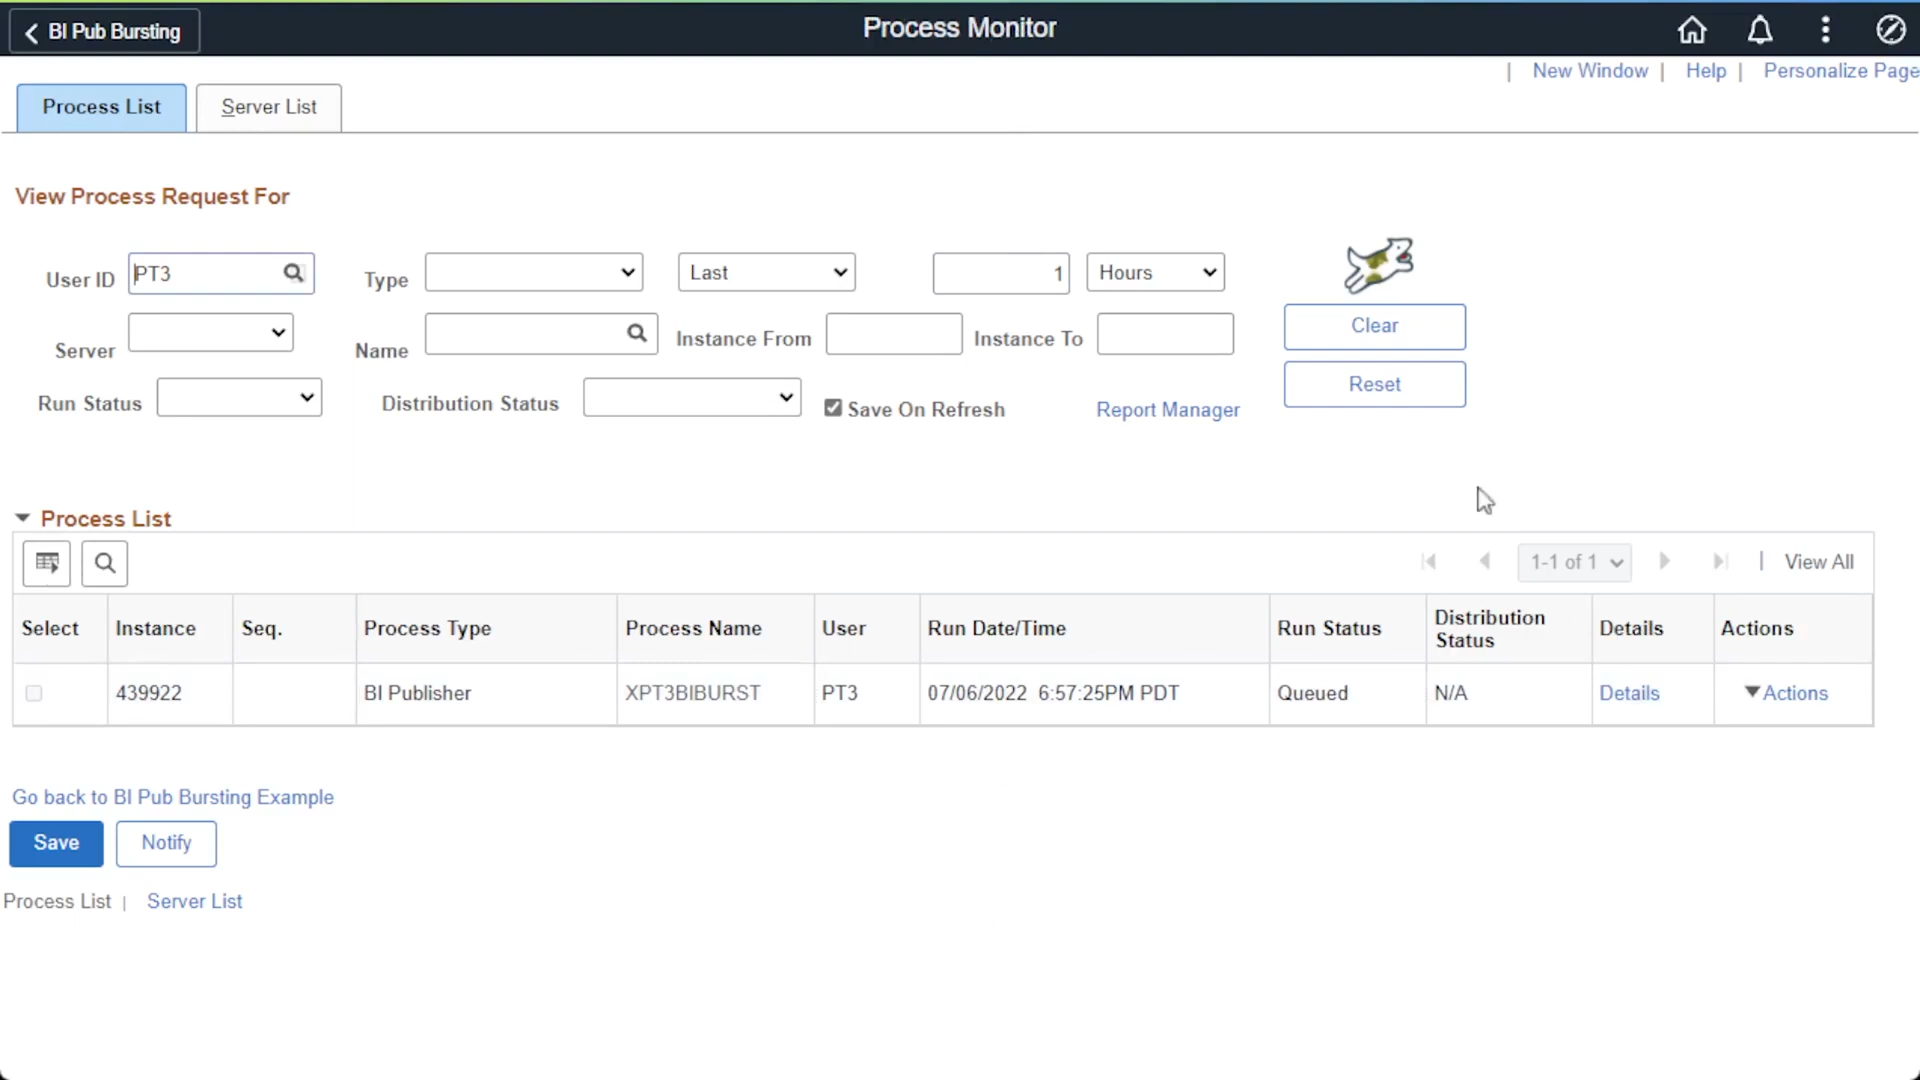 BI Pub Bursting
Process Monitor
| New Window | Help | Personalize Page
Process List
Server List
View Process Request For
User ID PT3 Type Last 1 Hours
Clear
Server Name Instance From Instance To
Reset
Run Status Distribution Status Save On Refresh Report Manager
Process List
1-1 of 1 | View All
Select Instance Seq. Process Type Process Name User Run Date/Time Run Status Distribution Status Details Actions
439922 BI Publisher XPT3BIBURST PT3 07/06/2022 6:57:25PM PDT Queued N/A Details Actions
Go back to BI Pub Bursting Example
Save Notify
Process List | Server List